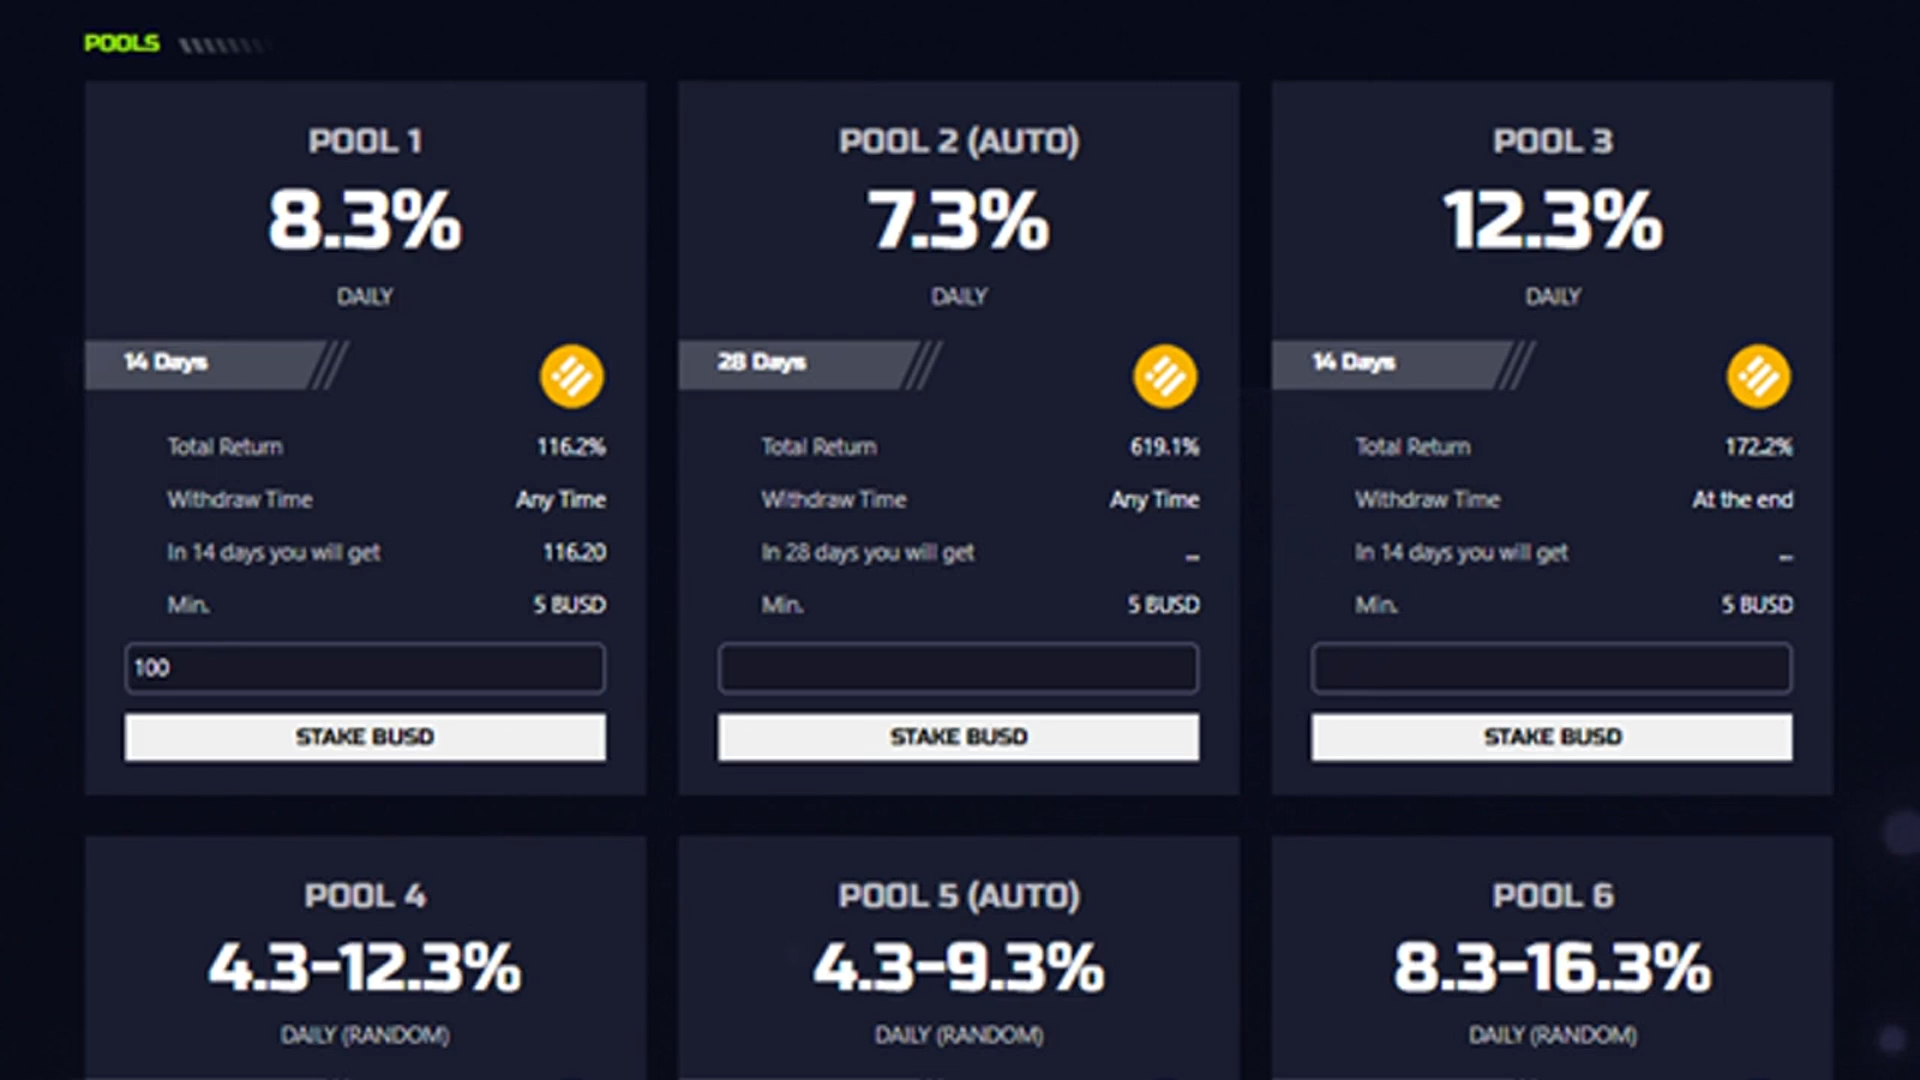 POOLS
POOL 1
8.3%
DAILY
14 Days
Total Return 116.2%
Withdraw Time Any Time
In 14 days you will get 116.20
Min. 5 BUSD
100
STAKE BUSD
POOL 2 (AUTO)
7.3%
DAILY
28 Days
Total Return 619.1%
Withdraw Time Any Time
In 28 days you will get ...
Min. 5 BUSD
STAKE BUSD
POOL 3
12.3%
DAILY
14 Days
Total Return 172.2%
Withdraw Time At the end
In 14 days you will get ...
Min. 5 BUSD
STAKE BUSD
POOL 4
4.3-12.3%
DAILY (RANDOM)
POOL 5 (AUTO)
4.3-9.3%
DAILY (RANDOM)
POOL 6
8.3-16.3%
DAILY (RANDOM)